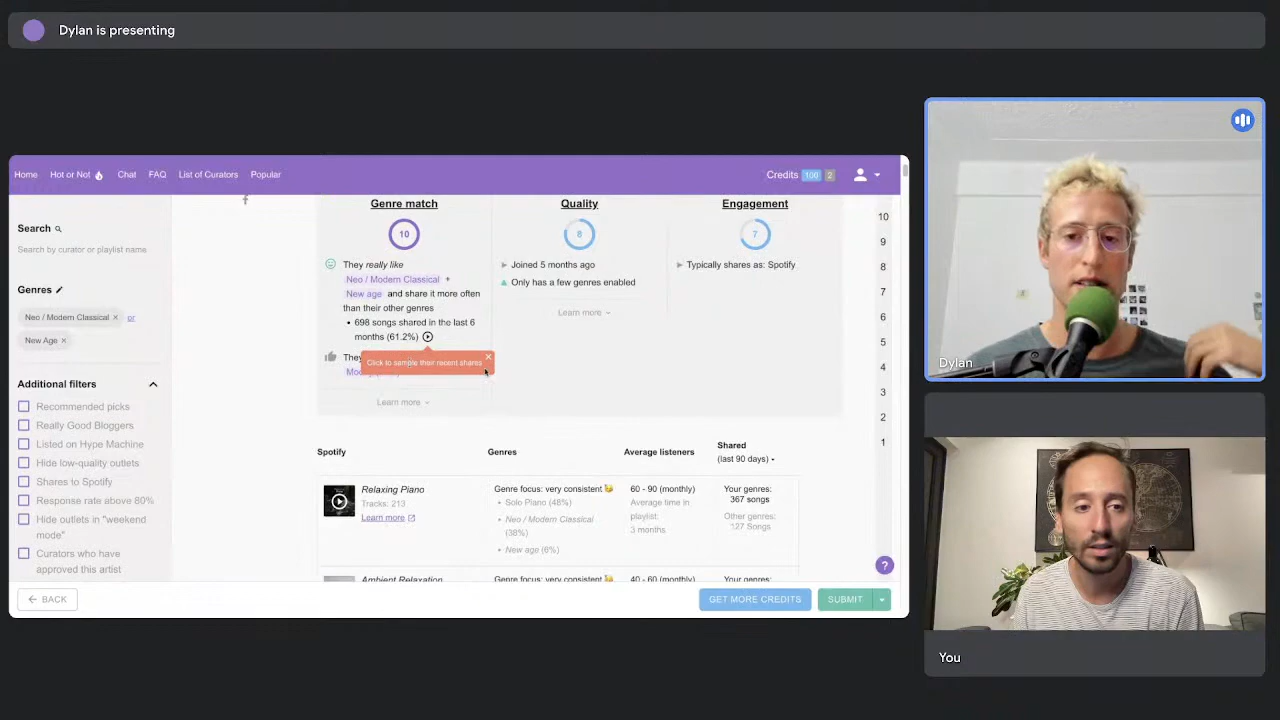 Dylan is presenting
Home Hot or Not Chat FAQ List of Curators Popular Credits 100 2
Search
Search by curator or playlist name
Genres
Neo / Modern Classical × or
New Age ×
Additional filters
Recommended picks
Really Good Bloggers
Listed on Hype Machine
Hide low-quality outlets
Shares to Spotify
Response rate above 80%
Hide outlets in "weekend
mode"
Curators who have
approved this artist
Genre match
10
They really like
Neo / Modern Classical +
New age and share it more often
than their other genres
• 698 songs shared in the last 6
months (61.2%)
They
Click to sample their recent shares ×
Learn more
Quality
8
Joined 5 months ago
Only has a few genres enabled
Learn more
Engagement
7
Typically shares as: Spotify
10
9
8
7
6
5
4
3
2
1
Spotify Genres Average listeners Shared
(last 90 days)
Relaxing Piano
Tracks: 213
Learn more
Genre focus: very consistent
• Solo Piano (48%)
• Neo / Modern Classical
(38%)
• New age (6%)
60 - 90 (monthly)
Average time in
playlist:
3 months
Your genres:
367 songs
Other genres:
127 Songs
Ambient Relaxation Genre focus: very consistent 40 - 60 (monthly) Your genres:
?
← BACK GET MORE CREDITS SUBMIT
Dylan
You